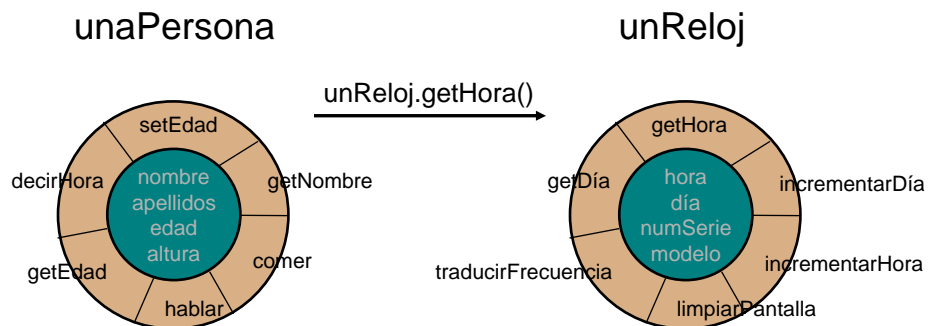 unaPersona
unReloj
unReloj.getHora()
setEdad
decirHora
getNombre
nombre
apellidos
edad
altura
getEdad
comer
hablar
getHora
getDía
incrementarDía
hora
día
numSerie
modelo
traducirFrecuencia
incrementarHora
limpiarPantalla